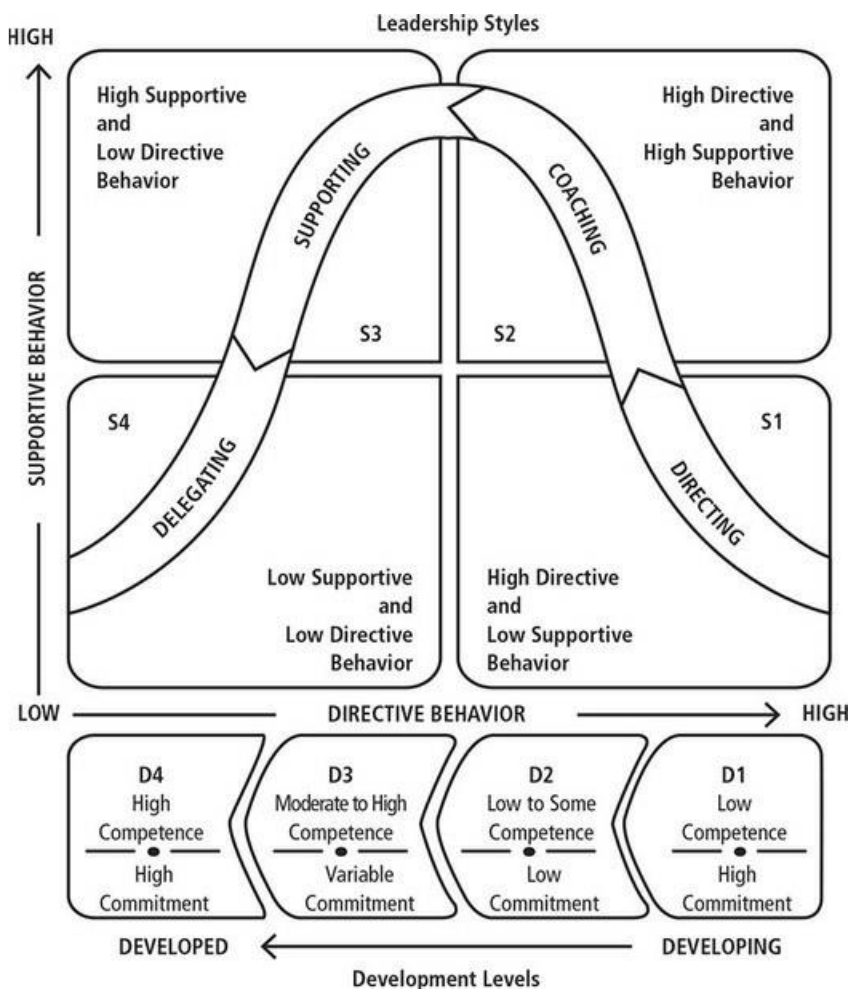 Leadership Styles
HIGH
High Supportive
and
Low Directive
Behavior
High Directive
and
High Supportive
Behavior
SUPPORTING
COACHING
S3
S2
SUPPORTIVE BEHAVIOR
S4
S1
DELEGATING
DIRECTING
Low Supportive
and
Low Directive
Behavior
High Directive
and
Low Supportive
Behavior
LOW
DIRECTIVE BEHAVIOR
HIGH
D4
High
Competence
High
Commitment
D3
Moderate to High
Competence
Variable
Commitment
D2
Low to Some
Competence
Low
Commitment
D1
Low
Competence
High
Commitment
DEVELOPED
DEVELOPING
Development Levels